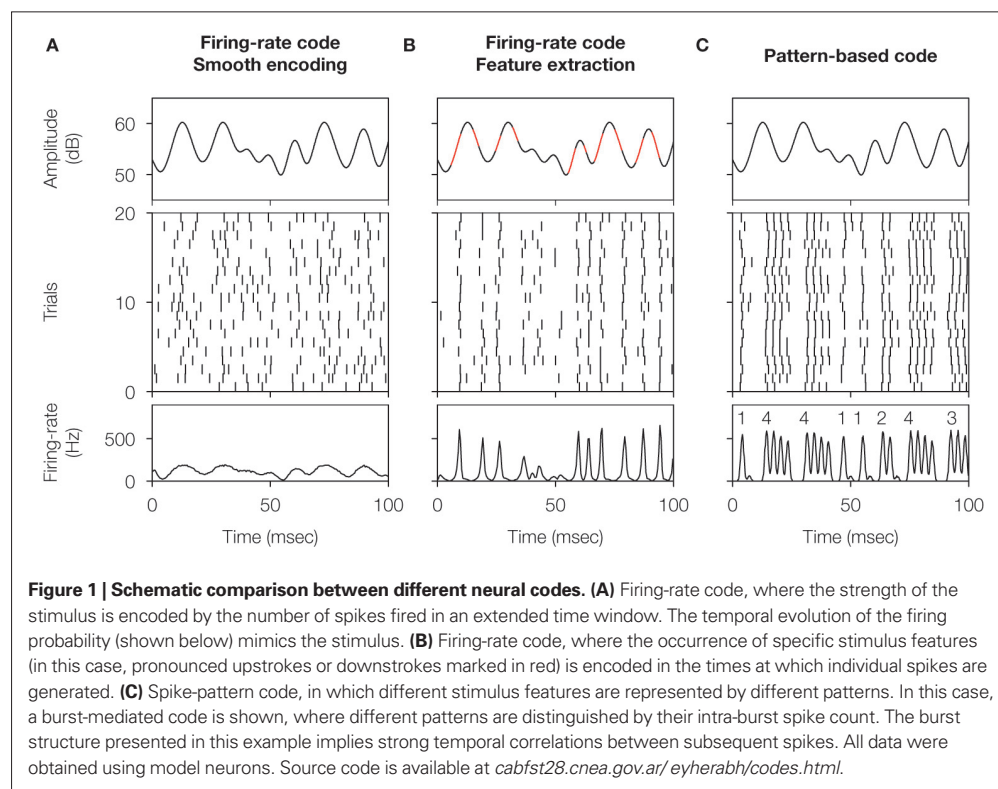 A
Firing-rate code
Smooth encoding
B
Firing-rate code
Feature extraction
C
Pattern-based code
Amplitude
(dB)
60
50
Trials
20
10
0
Firing-rate
(Hz)
500
0
1 4 4 1 1 2 4 3
0 50 100
0 50 100
0 50 100
Time (msec)
Time (msec)
Time (msec)
Figure 1 | Schematic comparison between different neural codes. (A) Firing-rate code, where the strength of the
stimulus is encoded by the number of spikes fired in an extended time window. The temporal evolution of the firing
probability (shown below) mimics the stimulus. (B) Firing-rate code, where the occurrence of specific stimulus features
(in this case, pronounced upstrokes or downstrokes marked in red) is encoded in the times at which individual spikes are
generated. (C) Spike-pattern code, in which different stimulus features are represented by different patterns. In this case,
a burst-mediated code is shown, where different patterns are distinguished by their intra-burst spike count. The burst
structure presented in this example implies strong temporal correlations between subsequent spikes. All data were
obtained using model neurons. Source code is available at cabfst28.cnea.gov.ar/ eyherabh/codes.html.